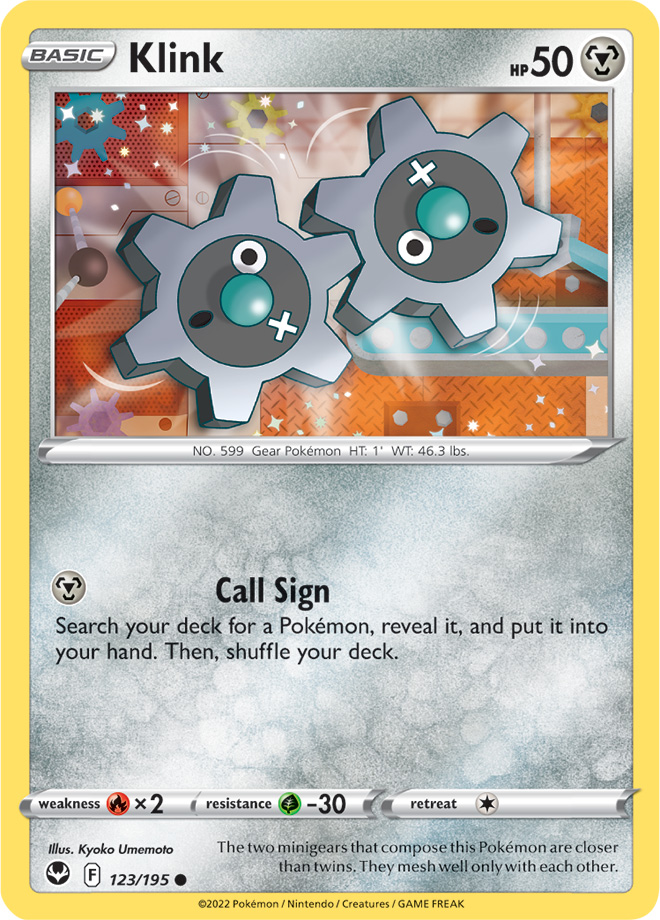 BASIC Klink HP 50
NO. 599 Gear Pokémon HT: 1' WT: 46.3 lbs.
Call Sign
Search your deck for a Pokémon, reveal it, and put it into
your hand. Then, shuffle your deck.
weakness ×2 resistance -30 retreat
Illus. Kyoko Umemoto
The two minigears that compose this Pokémon are closer
than twins. They mesh well only with each other.
F 123/195
©2022 Pokémon / Nintendo / Creatures / GAME FREAK